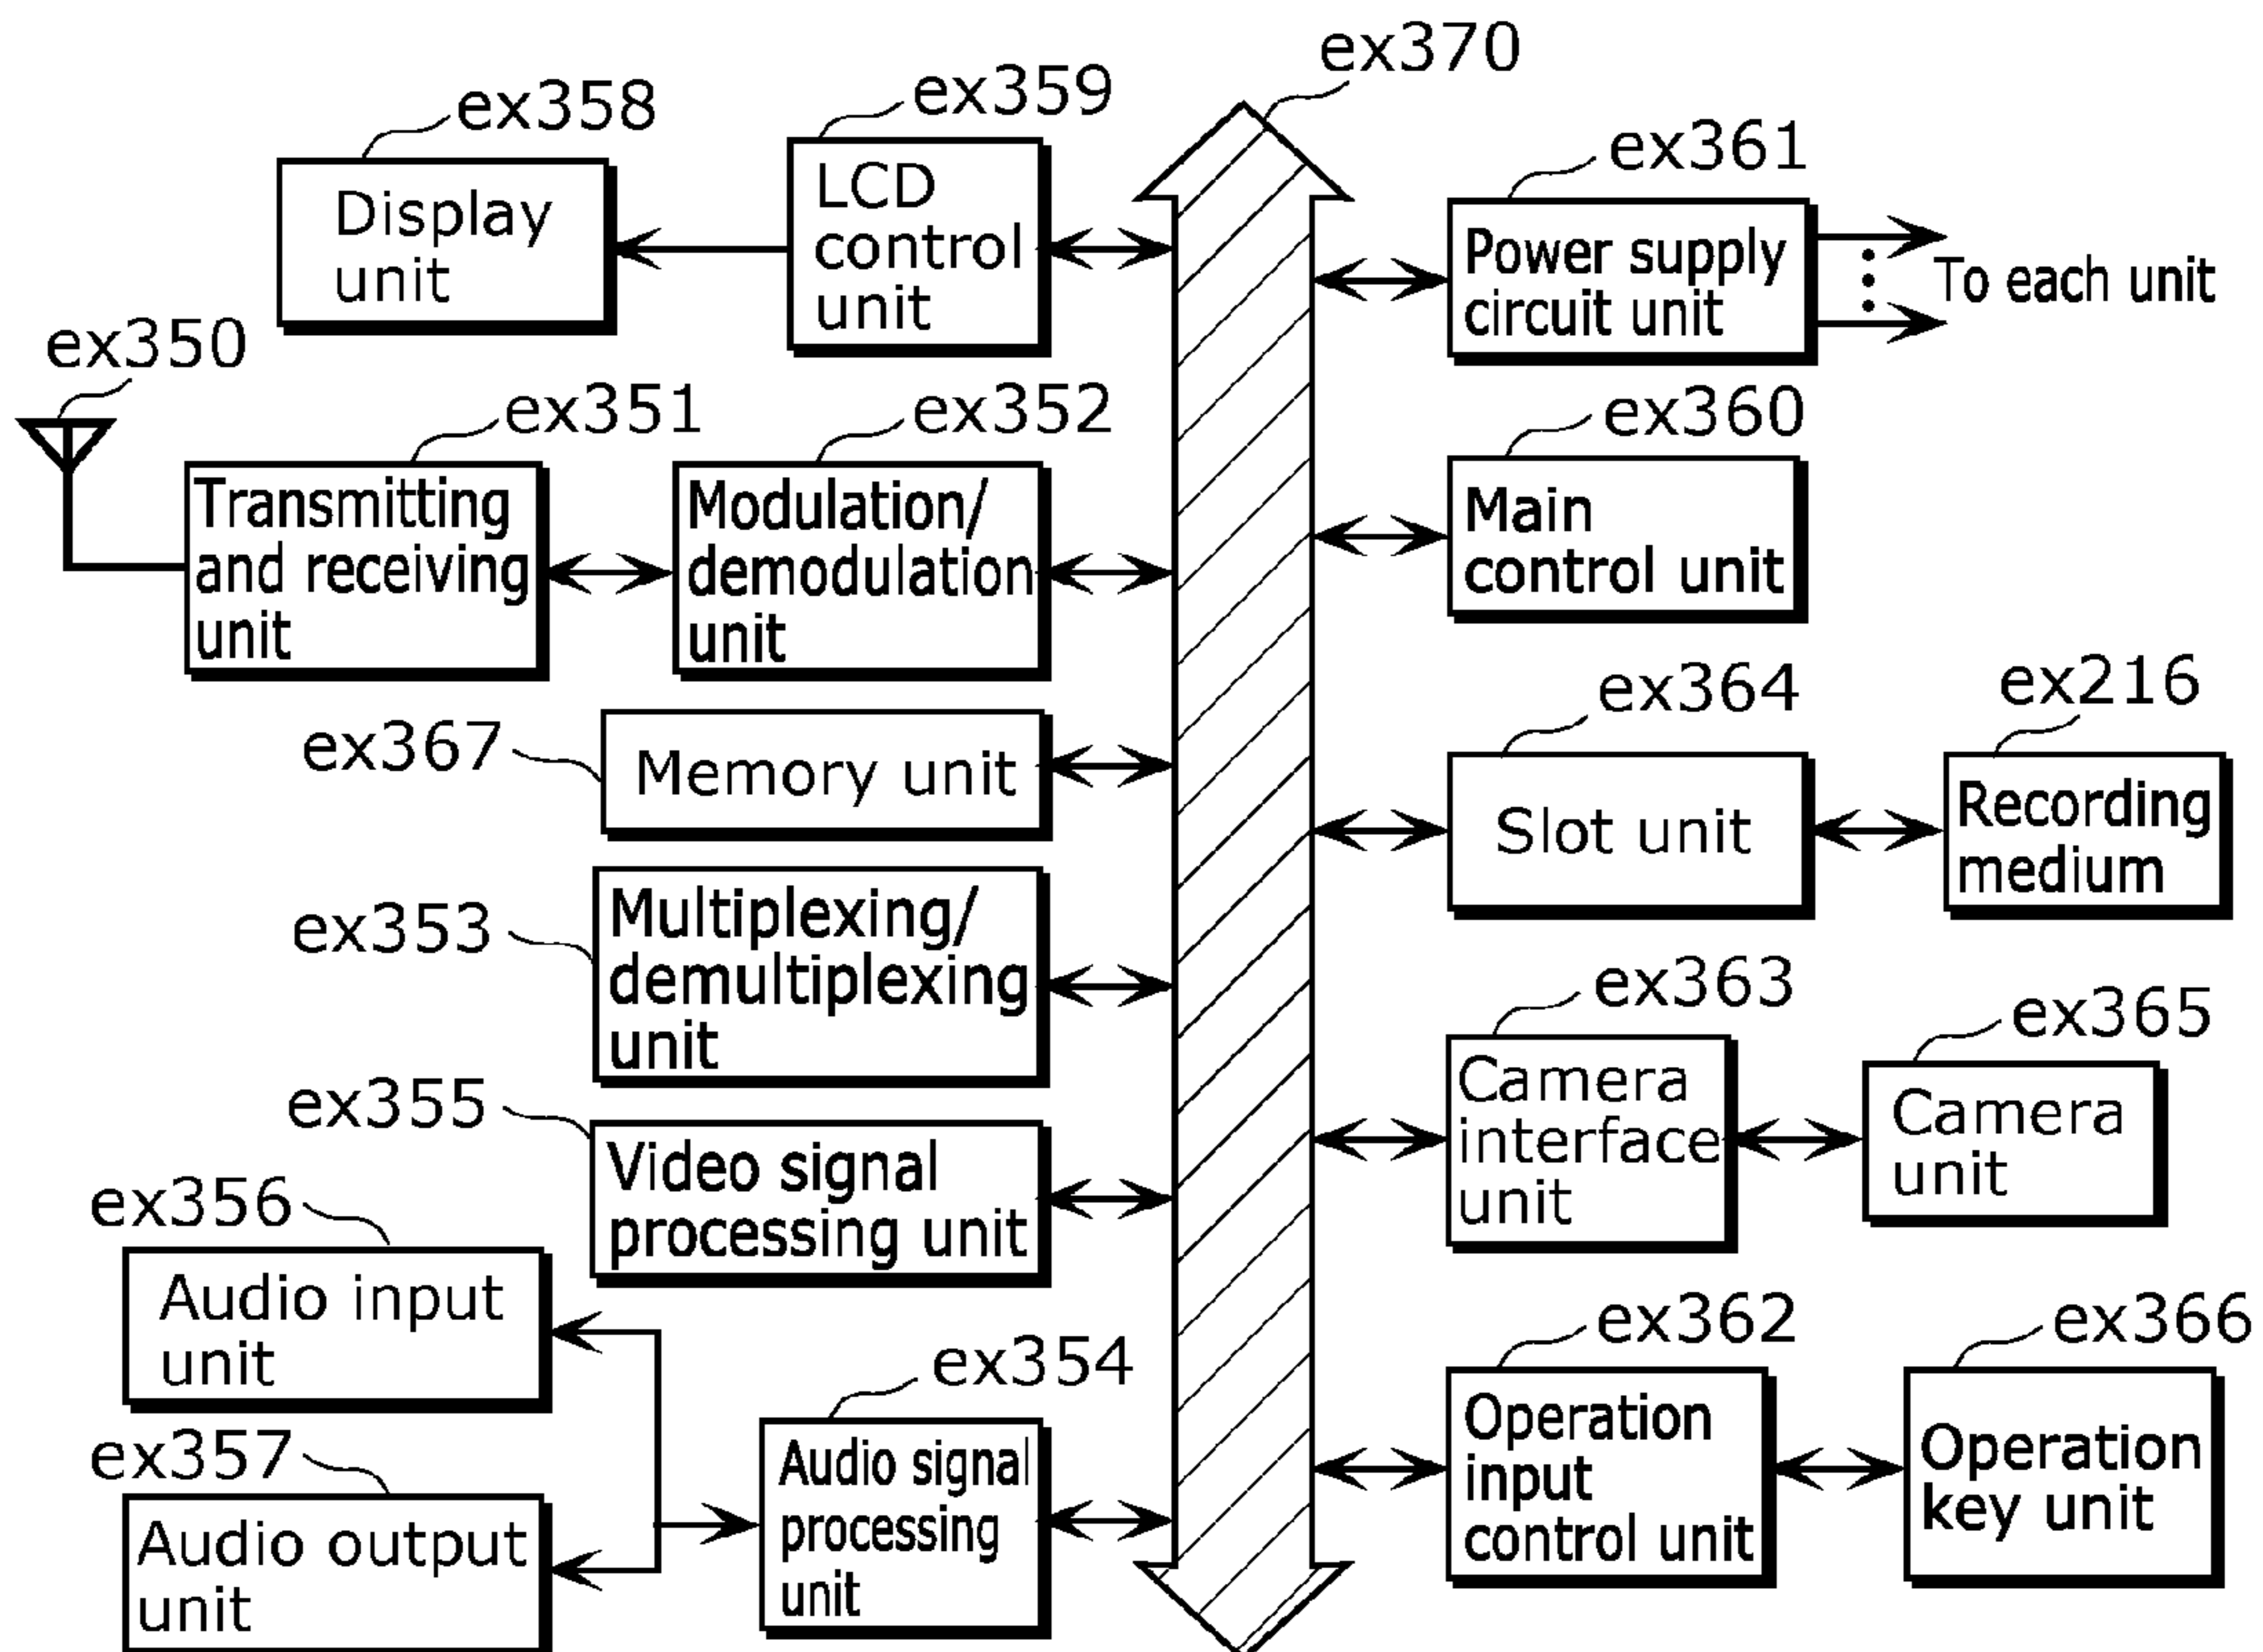 ex370
ex358
ex359
ex361
Display
unit
LCD
control
unit
Power supply
circuit unit
To each unit
ex350
ex351
ex352
ex360
Transmitting
and receiving
unit
Modulation/
demodulation
unit
Main
control unit
ex367
Memory unit
ex364
ex216
Slot unit
Recording
medium
ex353
Multiplexing/
demultiplexing
unit
ex363
ex365
Camera
interface
unit
Camera
unit
ex355
Video signal
processing unit
ex356
Audio input
unit
ex354
ex362
ex366
ex357
Audio output
unit
Audio signal
processing
unit
Operation
input
control unit
Operation
key unit